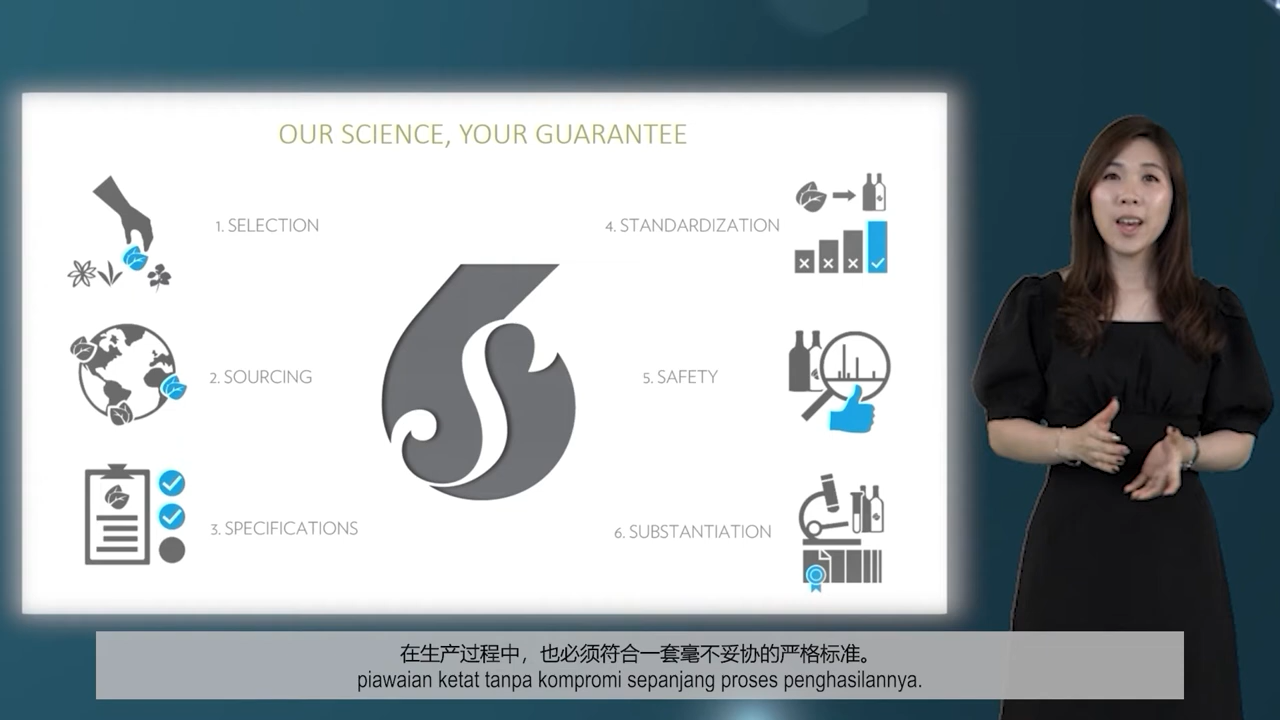 OUR SCIENCE, YOUR GUARANTEE
1. SELECTION
2. SOURCING
3. SPECIFICATIONS
6S
4. STANDARDIZATION
5. SAFETY
6. SUBSTANTIATION
在生产过程中，也必须符合一套毫不妥协的严格标准。
piawaian ketat tanpa kompromi sepanjang proses penghasilannya.